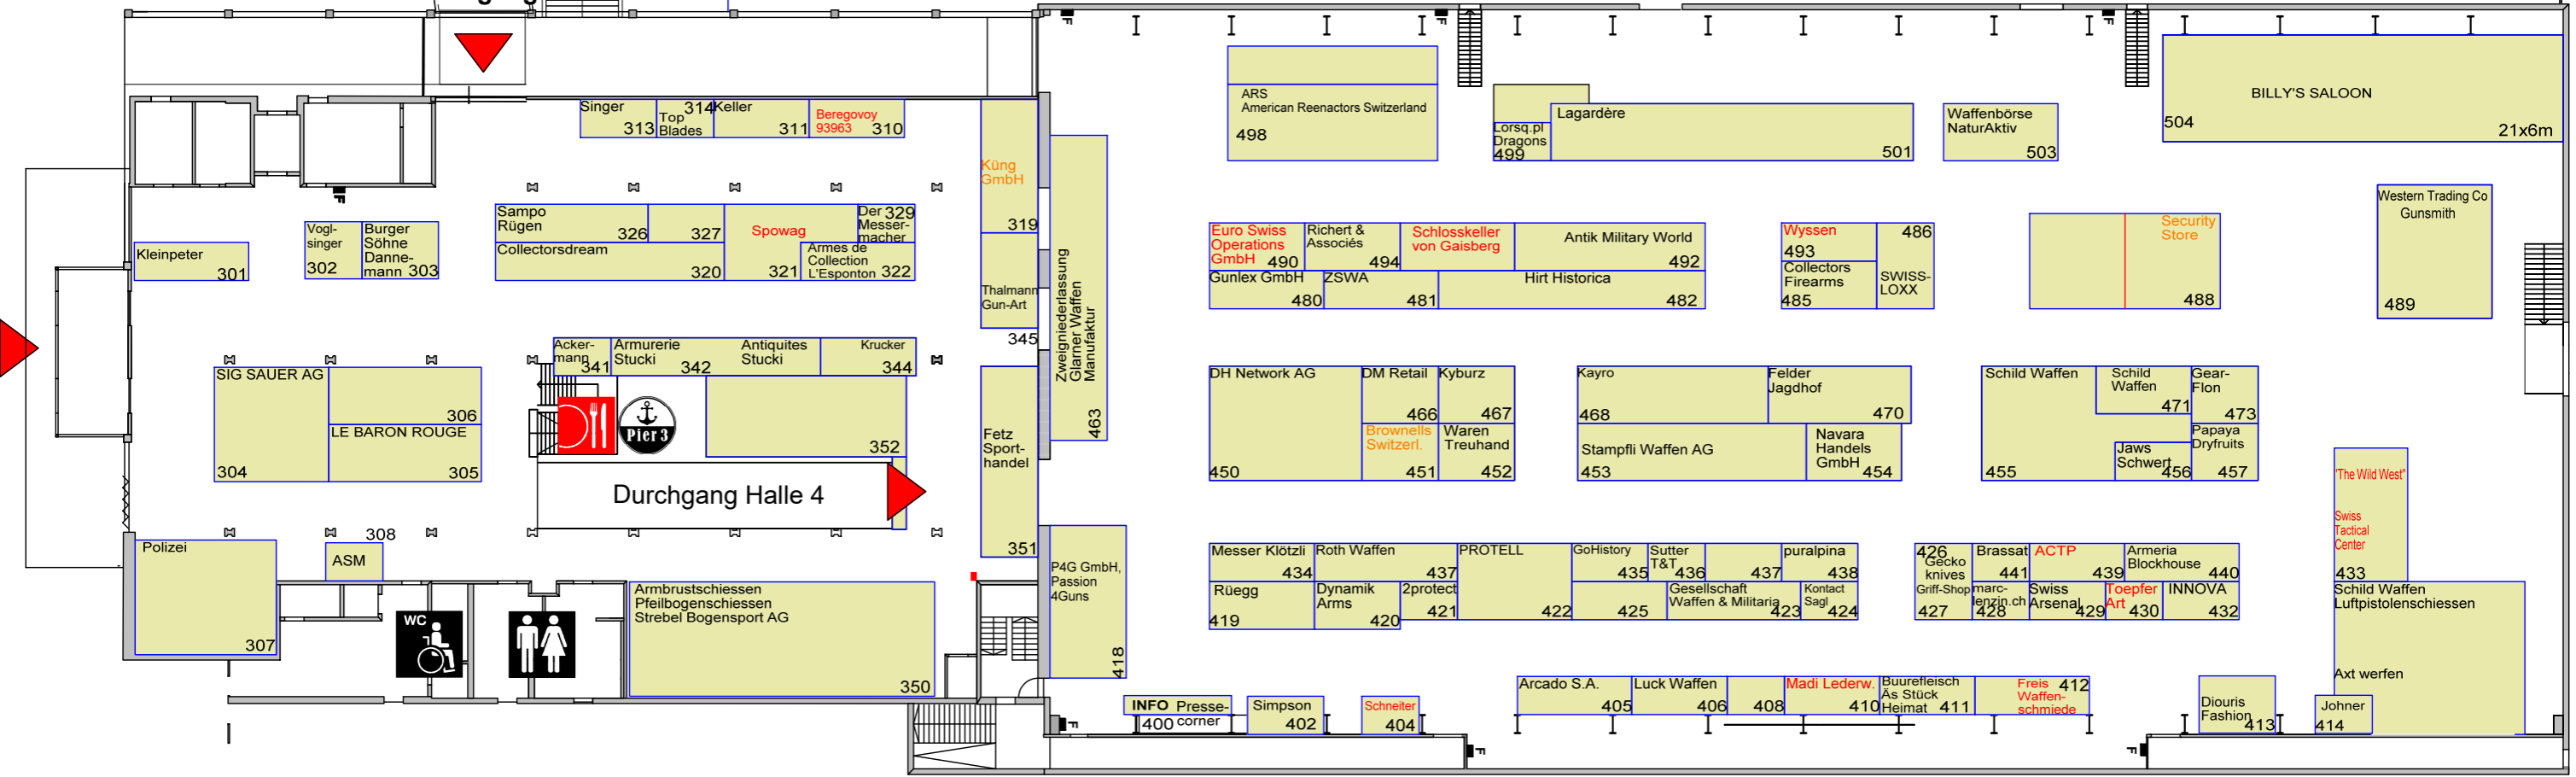 Singer
313
314
Top
Blades
Keller
311
Beregovoy
93963
310
Küng
GmbH
319
Thalmann
Gun-Art
345
Kleinpeter
301
Vogl-
singer
302
Burger
Söhne
Danne-
mann 303
Sampo
Rügen
326
327
Spowag
321
Der 329
Messer-
macher
Collectorsdream
320
Armes de
Collection
L'Esponton 322
SIG SAUER AG
304
306
LE BARON ROUGE
305
Acker-
mann
341
Armurerie
Stucki
342
Antiquites
Stucki
Krucker
344
Pier 3
352
Durchgang Halle 4
Fetz
Sport-
handel
351
Polizei
307
308
ASM
WC
Armbrustschiessen
Pfeilbogenschiessen
Strebel Bogensport AG
350
Zweigniederlassung
Glarner Waffen
Manufaktur
463
P4G GmbH,
Passion
4Guns
418
F
F
F
F
ARS
American Reenactors Switzerland
498
Lorsq.pl
Dragons
499
Lagardère
501
Waffenbörse
NaturAktiv
503
BILLY'S SALOON
504
21x6m
Euro Swiss
Operations
GmbH 490
Richert &
Associés
494
Schlosskeller
von Gaisberg
Antik Military World
492
Gunlex GmbH
480
ZSWA
481
Hirt Historica
482
Wyssen
493
486
Collectors
Firearms
485
SWISS-
LOXX
Security
Store
488
Western Trading Co
Gunsmith
489
DH Network AG
450
DM Retail
466
Kyburz
467
Brownells
Switzerl.
451
Waren
Treuhand
452
Kayro
468
Felder
Jagdhof
470
Stampfli Waffen AG
453
Navara
Handels
GmbH 454
Schild Waffen
455
Schild
Waffen
471
Gear-
Flon
473
Jaws
Schwert
456
Papaya
Dryfruits
457
"The Wild West"
Swiss
Tactical
Center
433
Messer Klötzli
434
Roth Waffen
437
PROTELL
422
GoHistory
435
Sutter
T&T
436
437
puralpina
438
Rüegg
419
Dynamik
Arms
420
2protect
421
425
Gesellschaft
Waffen & Militaria
423
Kontact
Sagl
424
426
Gecko
knives
Griff-Shop
427
Brassat
441
ACTP
439
Armeria
Blockhouse
440
marc-
lenzin.ch
428
Swiss
Arsenal
429
Toepfer
Art
430
INNOVA
432
Schild Waffen
Luftpistolenschiessen
Axt werfen
INFO Presse-
corner
400
Simpson
402
Schneiter
404
Arcado S.A.
405
Luck Waffen
406
408
Madi Lederw.
410
Buurefleisch
Äs Stück
Heimat 411
Freis
Waffen-
schmiede
412
Diouris
Fashion
413
Johner
414
F
F
F